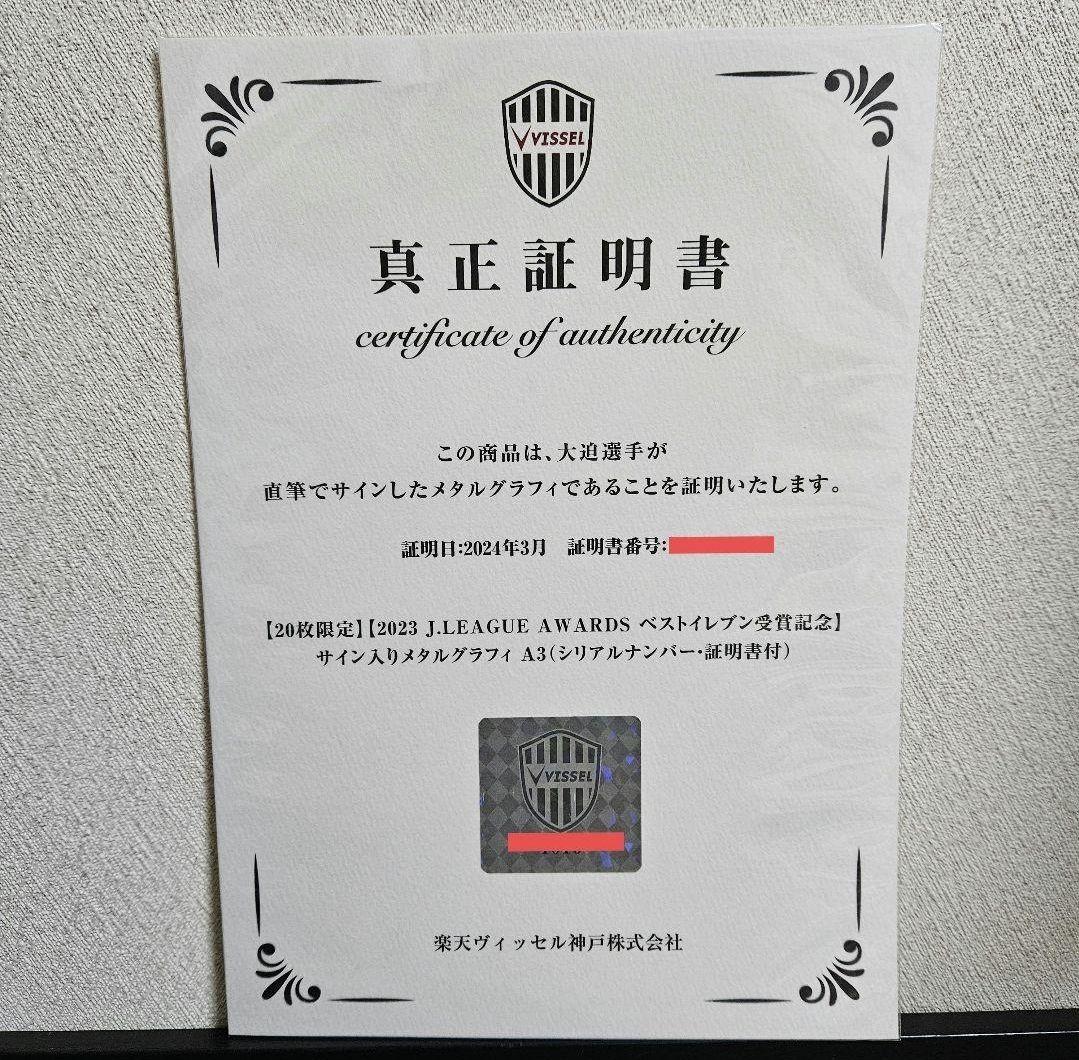 VISSEL
真正証明書
certificate of authenticity
この商品は、大迫選手が
直筆でサインしたメタルグラフィであることを証明いたします。
証明日:2024年3月 証明書番号:
【20枚限定】【2023 J.LEAGUE AWARDS ベストイレブン受賞記念】
サイン入りメタルグラフィ A3(シリアルナンバー・証明書付)
VISSEL
楽天ヴィッセル神戸株式会社